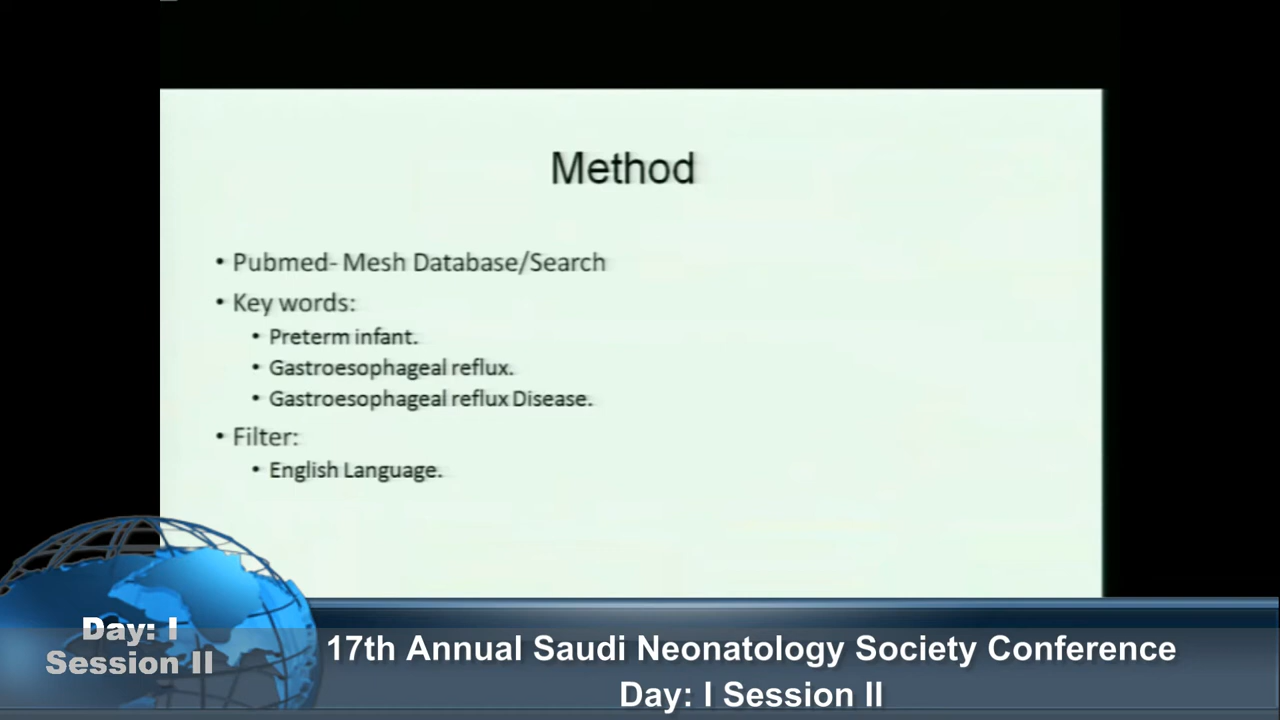 Method
• Pubmed- Mesh Database/Search
• Key words:
• Preterm infant.
• Gastroesophageal reflux.
• Gastroesophageal reflux Disease.
• Filter:
• English Language.
Day: I
Session II
17th Annual Saudi Neonatology Society Conference
Day: I Session II